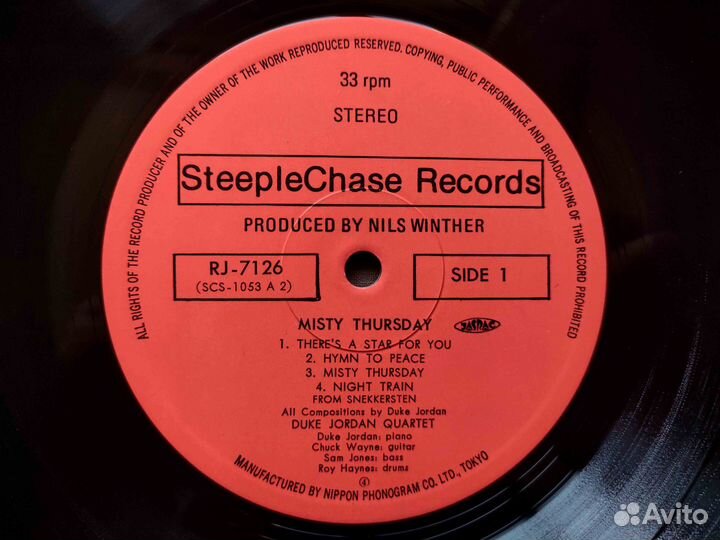 ALL RIGHTS OF THE RECORD PRODUCER AND OF THE OWNER OF THE WORK REPRODUCED RESERVED. COPYING, PUBLIC PERFORMANCE AND BROADCASTING OF THIS RECORD PROHIBITED
33 rpm
STEREO
SteepleChase Records
PRODUCED BY NILS WINTHER
RJ-7126
(SCS-1053 A 2)
SIDE 1
MISTY THURSDAY JASRAC
1. THERE'S A STAR FOR YOU
2. HYMN TO PEACE
3. MISTY THURSDAY
4. NIGHT TRAIN
FROM SNEKKERSTEN
All Compositions by Duke Jordan
DUKE JORDAN QUARTET
Duke Jordan: piano
Chuck Wayne: guitar
Sam Jones: bass
Roy Haynes: drums
④
MANUFACTURED BY NIPPON PHONOGRAM CO. LTD., TOKYO
Avito